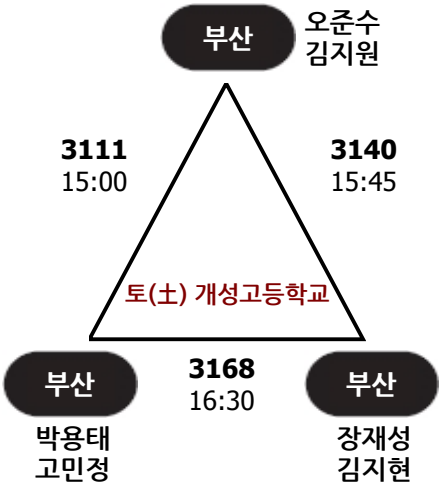 부산
오준수
김지원
3111
15:00
3140
15:45
토(土) 개성고등학교
부산
3168
16:30
부산
박용태
고민정
장재성
김지현